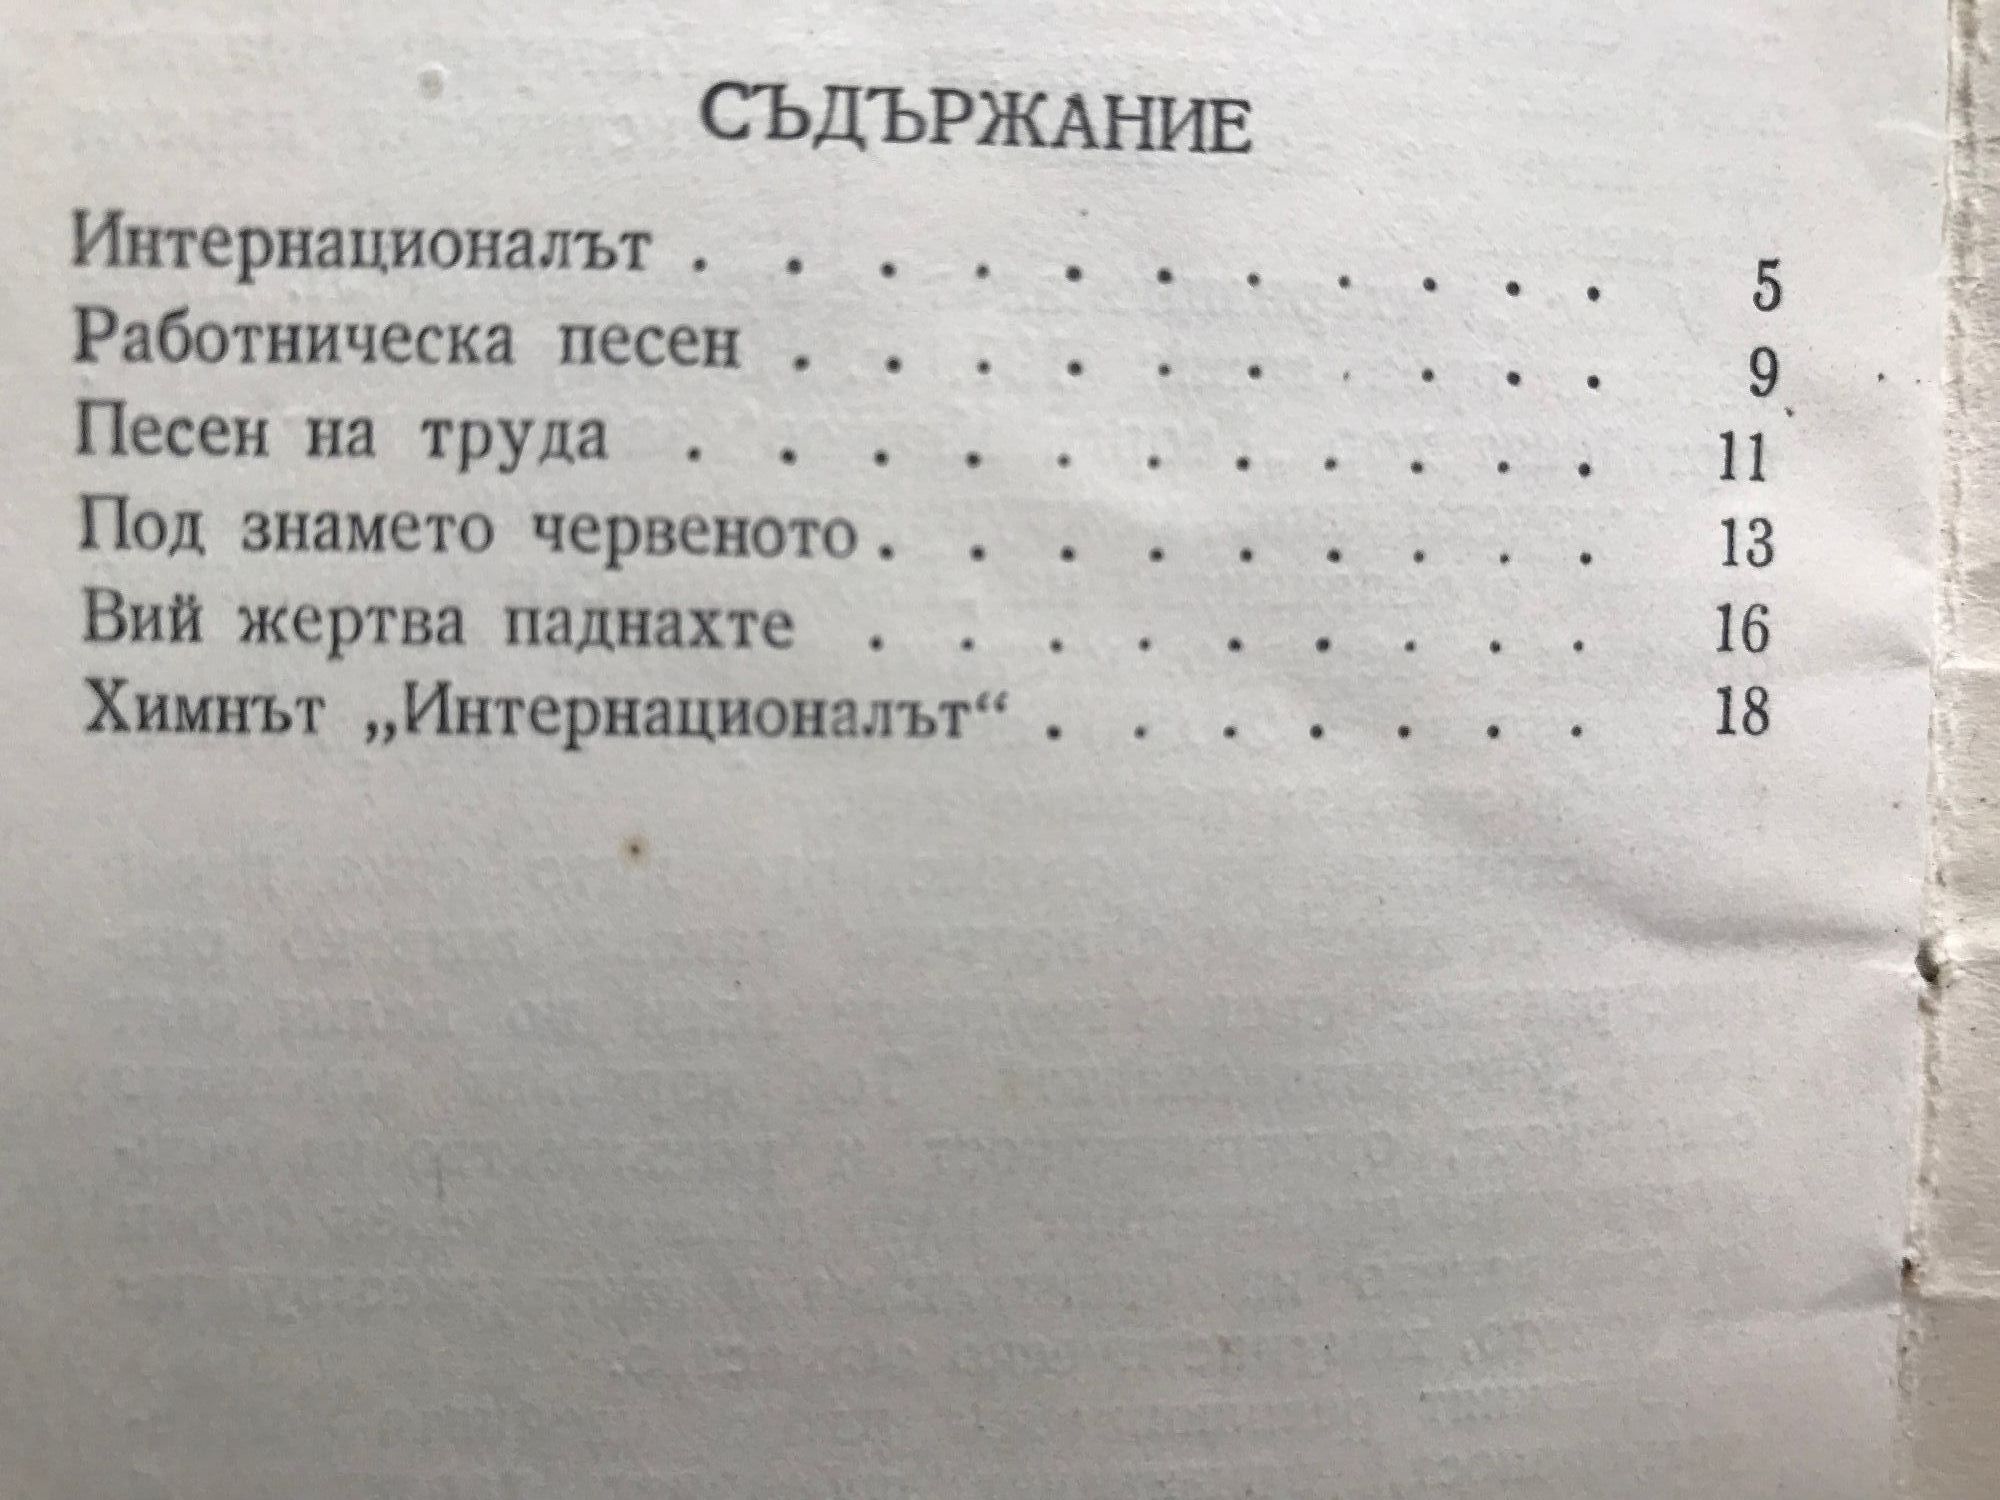 СЪДЪРЖАНИЕ
Интернационалът . . . . . . . . . . . 5
Работническа песен . . . . . . . . . . 9
Песен на труда . . . . . . . . . . . 11
Под знамето червеното . . . . . . . . . 13
Вий жертва паднахте . . . . . . . . . 16
Химнът „Интернационалът“ . . . . . . . 18